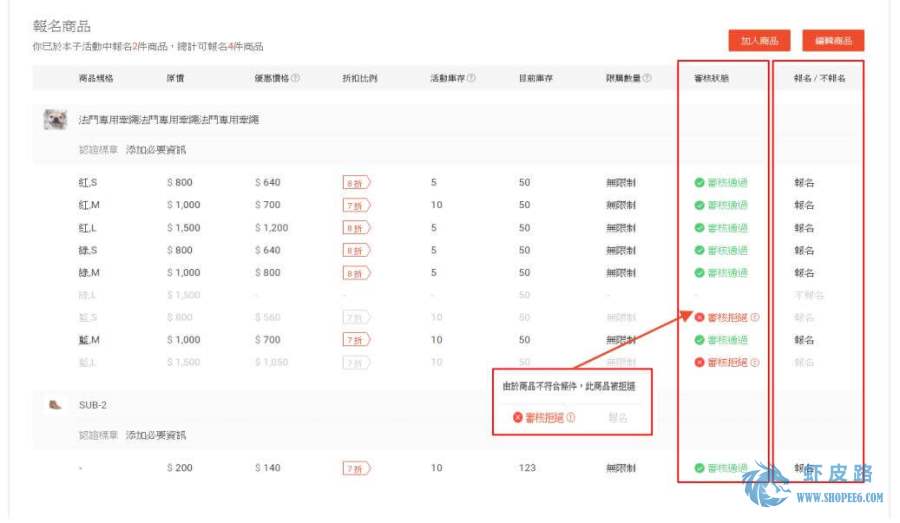 報名商品
你已於本子活動中報名2件商品，總計可報名4件商品
加入商品 編輯商品
商品規格 原價 優惠價格 折扣比例 活動庫存 目前庫存 限購數量 審核狀態 報名 / 不報名
法鬥專用牽繩法鬥專用牽繩法鬥專用牽繩
認證標章 添加必要資訊
紅,S $ 800 $ 640 8折 5 50 無限制 審核通過 報名
紅,M $ 1,000 $ 700 7折 10 50 無限制 審核通過 報名
紅,L $ 1,500 $ 1,200 8折 5 50 無限制 審核通過 報名
綠,S $ 800 $ 640 8折 5 50 無限制 審核通過 報名
綠,M $ 1,000 $ 800 8折 5 50 無限制 審核通過 報名
綠,L $ 1,500 - - - 50 - - 不報名
藍,S $ 800 $ 560 7折 10 50 無限制 審核拒絕 報名
藍,M $ 1,000 $ 700 7折 10 50 無限制 審核通過 報名
藍,L $ 1,500 $ 1,050 7折 10 50 無限制 審核拒絕 報名
由於商品不符合條件，此商品被拒絕
審核拒絕 報名
SUB-2
認證標章 添加必要資訊
- $ 200 $ 140 7折 10 123 無限制 審核通過 報名
虾皮路
WWW.SHOPEE6.COM